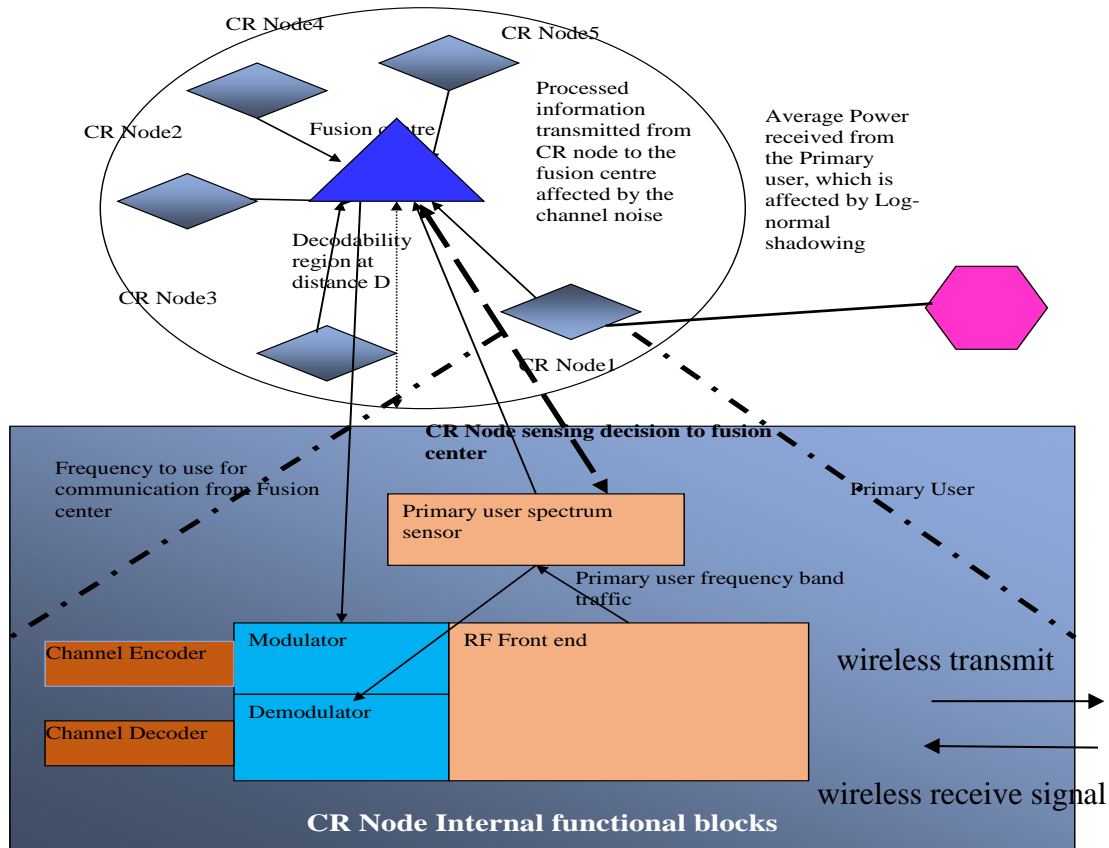 CR Node4
CR Node5
Processed
information
transmitted from
CR node to the
fusion centre
affected by the
channel noise
Average Power
received from
the Primary
user, which is
affected by Log-
normal
shadowing
CR Node2
Fusion centre
Decodability
region at
distance D
CR Node3
CR Node1
CR Node sensing decision to fusion
center
Frequency to use for
communication from Fusion
center
Primary User
Primary user spectrum
sensor
Primary user frequency band
traffic
Modulator
RF Front end
Channel Encoder
Demodulator
Channel Decoder
wireless transmit
wireless receive signal
CR Node Internal functional blocks